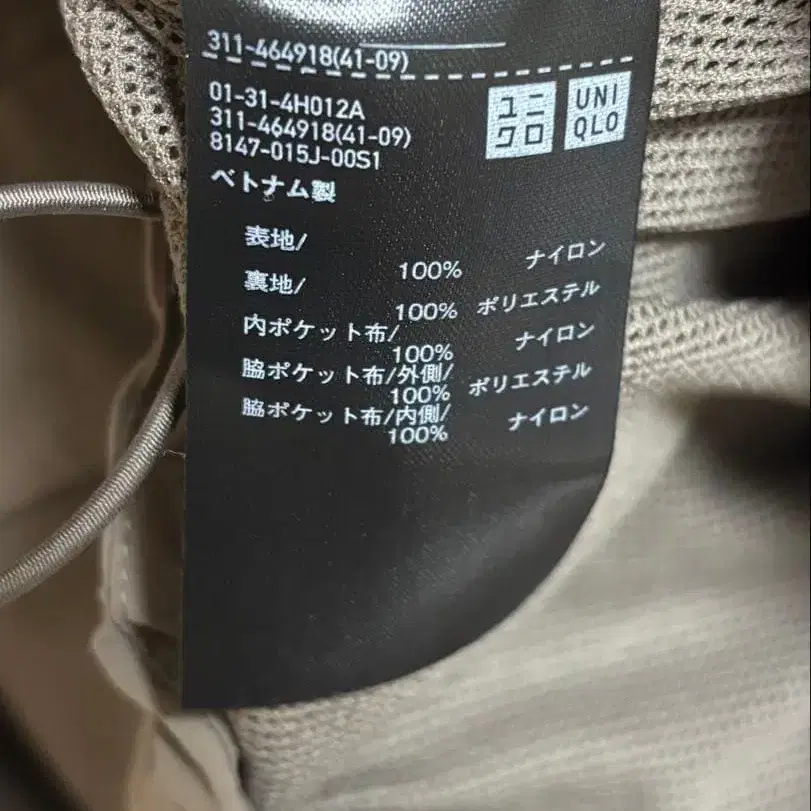 311-464918(41-09)
ユニクロ
UNIQLO
01-31-4H012A
311-464918(41-09)
8147-015J-00S1
ベトナム製
表地/
100% ナイロン
裏地/
100% ポリエステル
内ポケット布/
100% ナイロン
脇ポケット布/外側/
100% ポリエステル
脇ポケット布/内側/
100% ナイロン